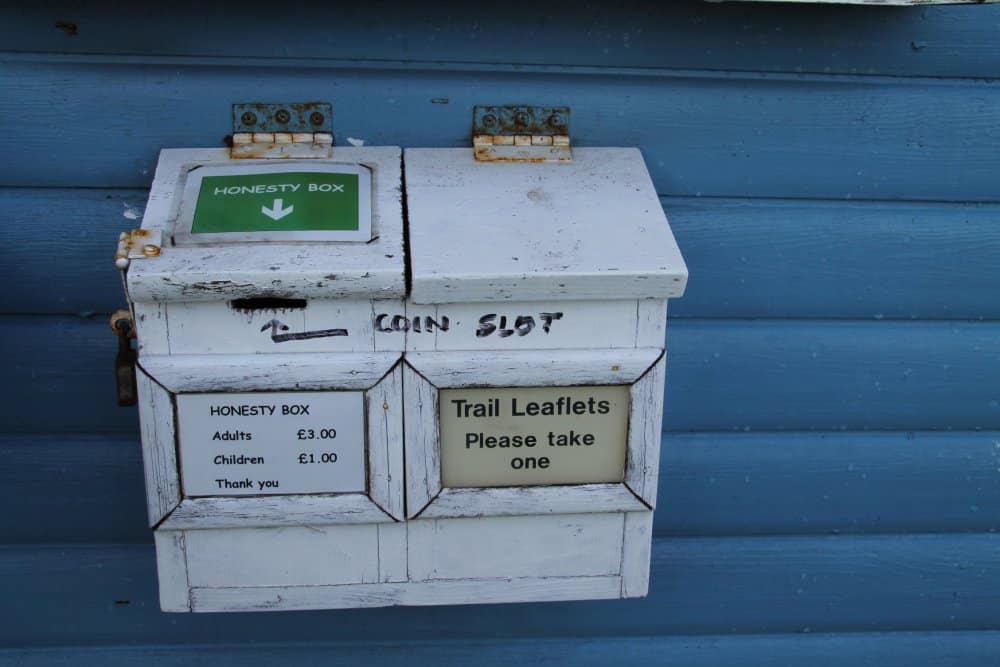 HONESTY BOX
COIN SLOT
HONESTY BOX
Adults £3.00
Children £1.00
Thank you
Trail Leaflets
Please take
one